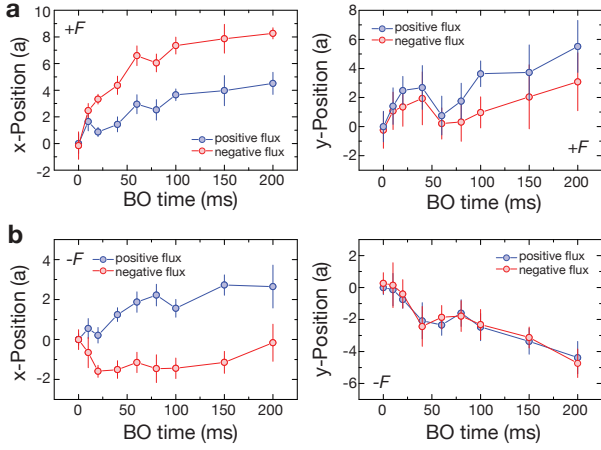 a
+F
x-Position (a)
10
8
6
4
2
0
-2
positive flux
negative flux
0 50 100 150 200
BO time (ms)
y-Position (a)
8
6
4
2
0
-2
positive flux
negative flux
+F
0 50 100 150 200
BO time (ms)
b
-F
x-Position (a)
4
2
0
-2
positive flux
negative flux
0 50 100 150 200
BO time (ms)
y-Position (a)
2
0
-2
-4
-6
positive flux
negative flux
-F
0 50 100 150 200
BO time (ms)